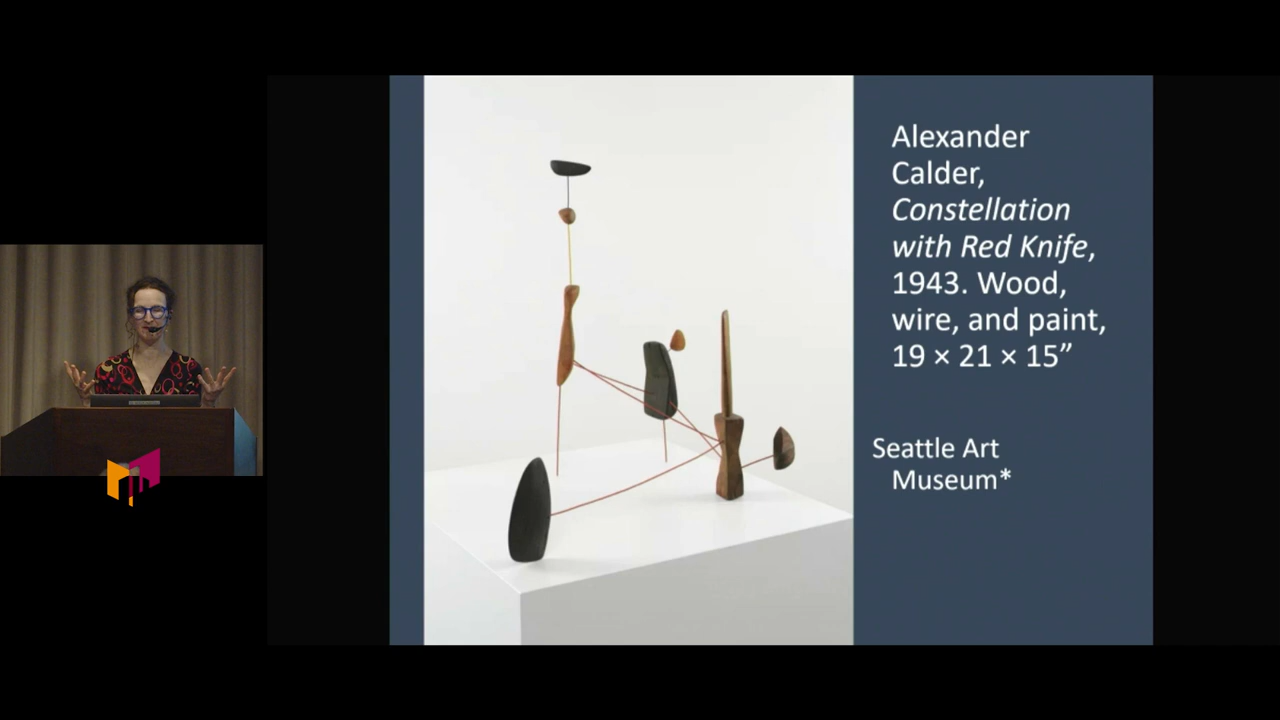 Alexander
Calder,
Constellation
with Red Knife,
1943. Wood,
wire, and paint,
19 × 21 × 15”
Seattle Art
Museum*